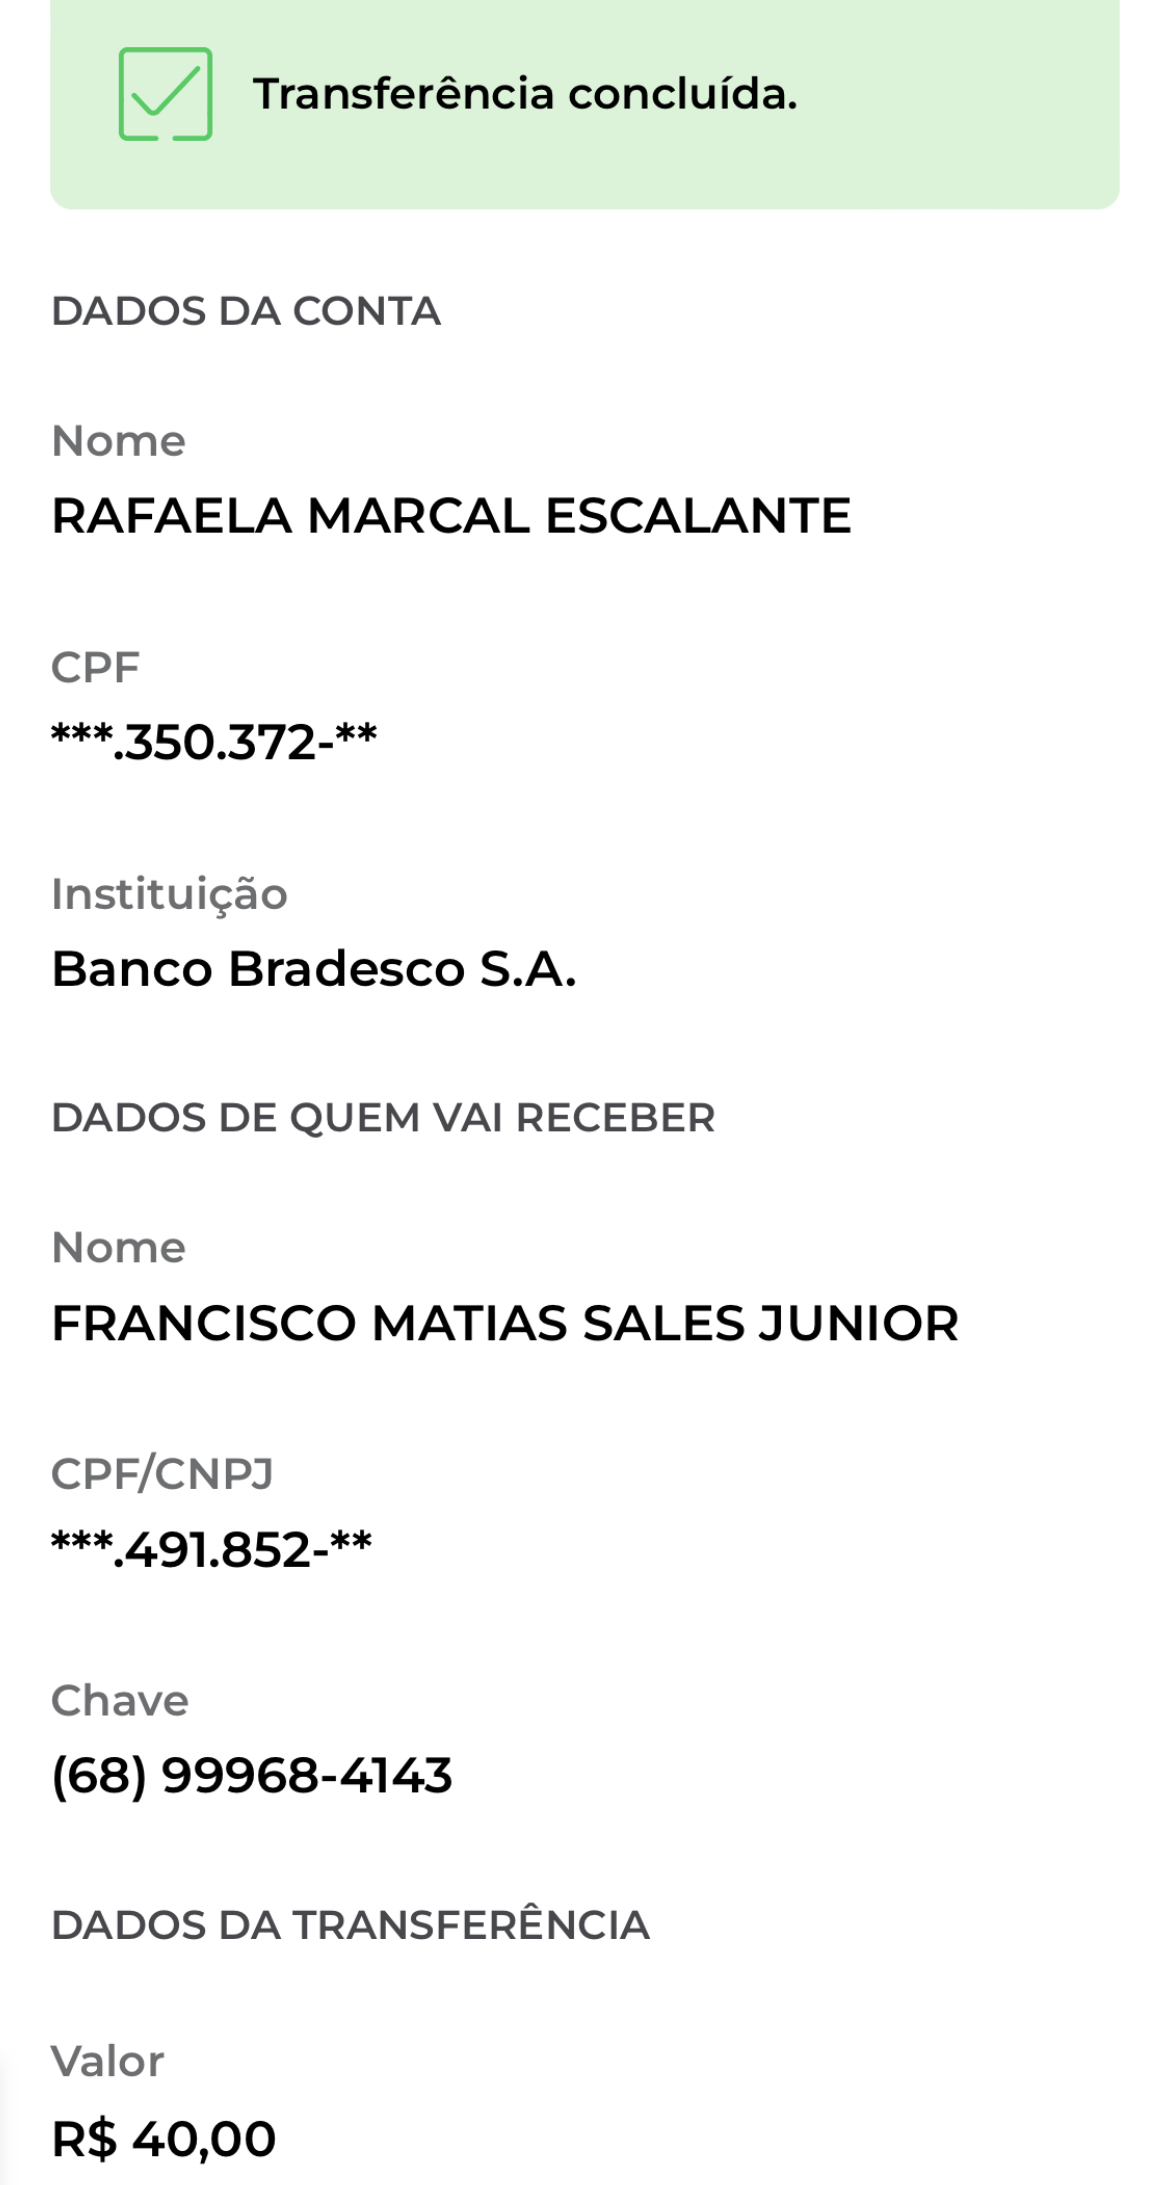 Transferência concluída.
DADOS DA CONTA
Nome
RAFAELA MARCAL ESCALANTE
CPF
***.350.372-**
Instituição
Banco Bradesco S.A.
DADOS DE QUEM VAI RECEBER
Nome
FRANCISCO MATIAS SALES JUNIOR
CPF/CNPJ
***.491.852-**
Chave
(68) 99968-4143
DADOS DA TRANSFERÊNCIA
Valor
R$ 40,00